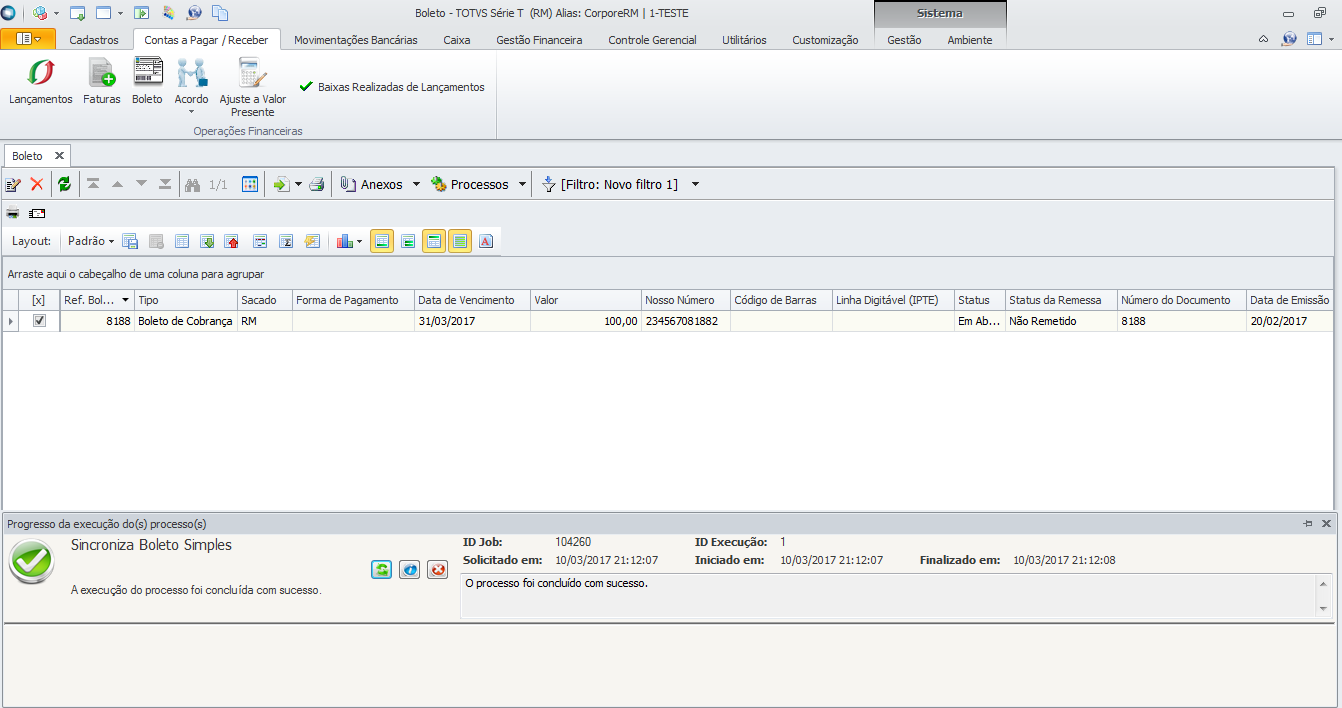 Boleto - TOTVS Série T  (RM) Alias: CorporeRM | 1-TESTE
Sistema
Cadastros
Contas a Pagar / Receber
Movimentações Bancárias
Caixa
Gestão Financeira
Controle Gerencial
Utilitários
Customização
Gestão
Ambiente
Lançamentos
Faturas
Boleto
Acordo
Ajuste a Valor
Presente
Baixas Realizadas de Lançamentos
Operações Financeiras
Boleto
1/1
Anexos
Processos
[Filtro: Novo filtro 1]
Layout:
Padrão
Arraste aqui o cabeçalho de uma coluna para agrupar
[x] Ref. Bol... Tipo Sacado Forma de Pagamento Data de Vencimento Valor Nosso Número Código de Barras Linha Digitável (IPTE) Status Status da Remessa Número do Documento Data de Emissão
8188 Boleto de Cobrança RM 31/03/2017 100,00 234567081882 Em Ab... Não Remetido 8188 20/02/2017
Progresso da execução do(s) processo(s)
Sincroniza Boleto Simples
A execução do processo foi concluída com sucesso.
ID Job: 104260 ID Execução: 1
Solicitado em: 10/03/2017 21:12:07 Iniciado em: 10/03/2017 21:12:07 Finalizado em: 10/03/2017 21:12:08
O processo foi concluído com sucesso.